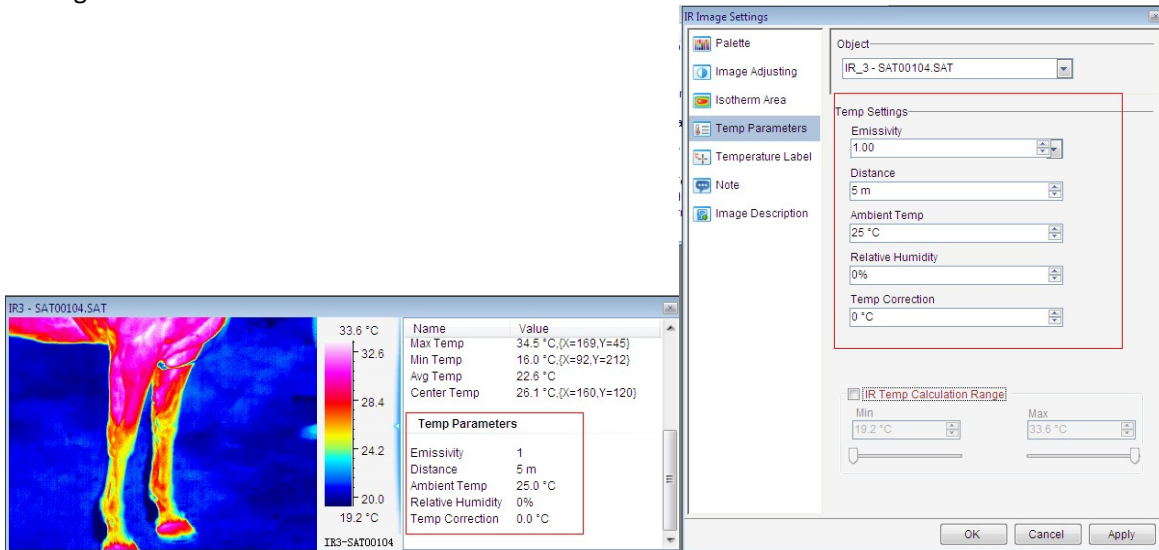 IR Image Settings
Palette
Image Adjusting
Isotherm Area
Temp Parameters
Temperature Label
Note
Image Description
Object
IR_3 - SAT00104.SAT
Temp Settings
Emissivity
1.00
Distance
5 m
Ambient Temp
25 °C
Relative Humidity
0%
Temp Correction
0 °C
IR Temp Calculation Range
Min Max
19.2 °C 33.6 °C
OK Cancel Apply
IR3 - SAT00104.SAT
33.6 °C
32.6
28.4
24.2
20.0
19.2 °C
IR3-SAT00104
Name Value
Max Temp 34.5 °C,{X=169,Y=45}
Min Temp 16.0 °C,{X=92,Y=212}
Avg Temp 22.6 °C
Center Temp 26.1 °C,{X=160,Y=120}
Temp Parameters
Emissivity 1
Distance 5 m
Ambient Temp 25.0 °C
Relative Humidity 0%
Temp Correction 0.0 °C